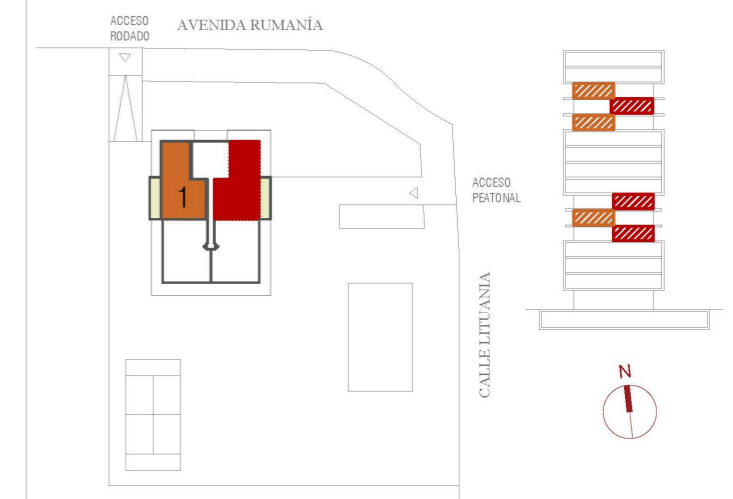 ACCESO
RODADO
AVENIDA RUMANÍA
1
ACCESO
PEATONAL
CALLE LITUANIA
N